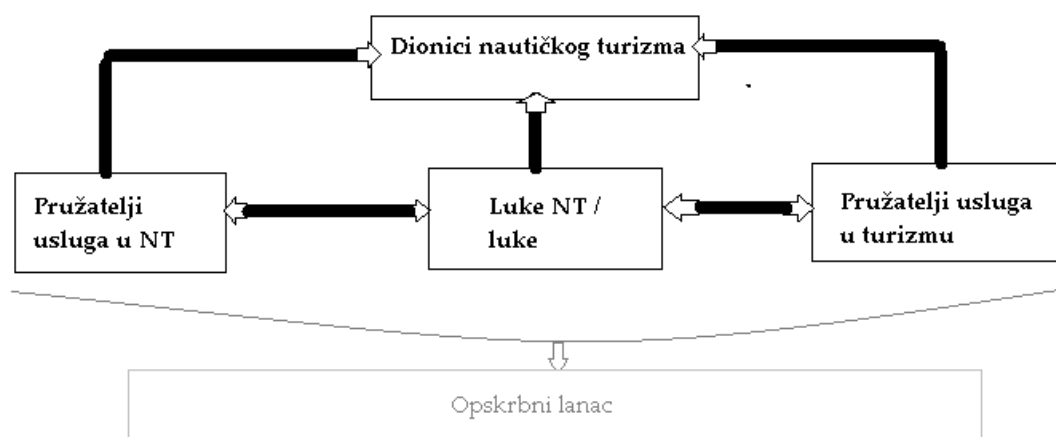 Dionici nautičkog turizma
Pružatelji
usluga u NT
Luke NT /
luke
Pružatelji usluga
u turizmu
Opskrbni lanac